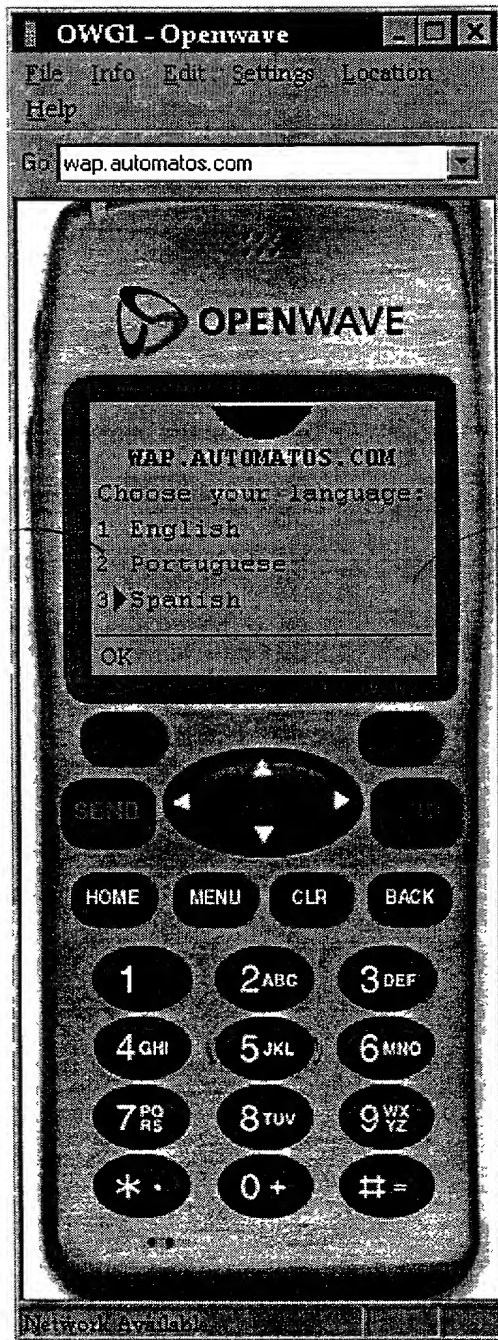 OWG1 - Openwave
File Info Edit Settings Location
Help
Go wap.automatos.com
OPENWAVE
WAP.AUTOMATOS.COM
Choose your language:
1 English
2 Portuguese
3 Spanish
OK
SEND
HOME MENU CLR BACK
1 2ABC 3DEF
4GHI 5JKL 6MNO
7PQRS 8TUV 9WXYZ
* . 0 + # =
Network Available